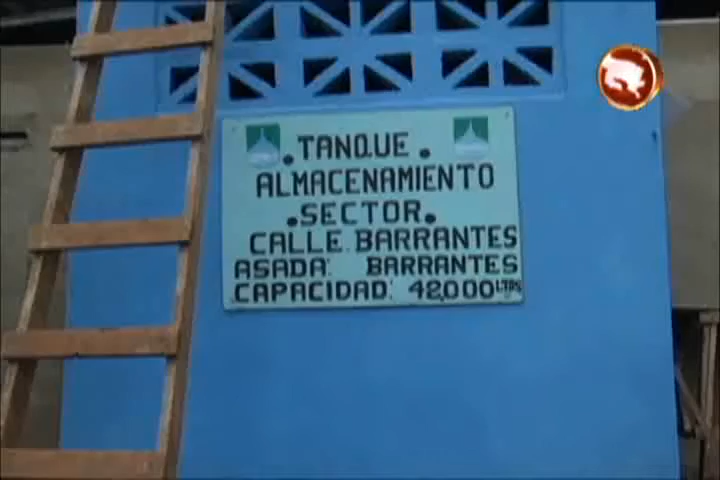 .TANQUE.
ALMACENAMIENTO
.SECTOR.
CALLE BARRANTES
ASADA: BARRANTES
CAPACIDAD: 42,000 LTRS